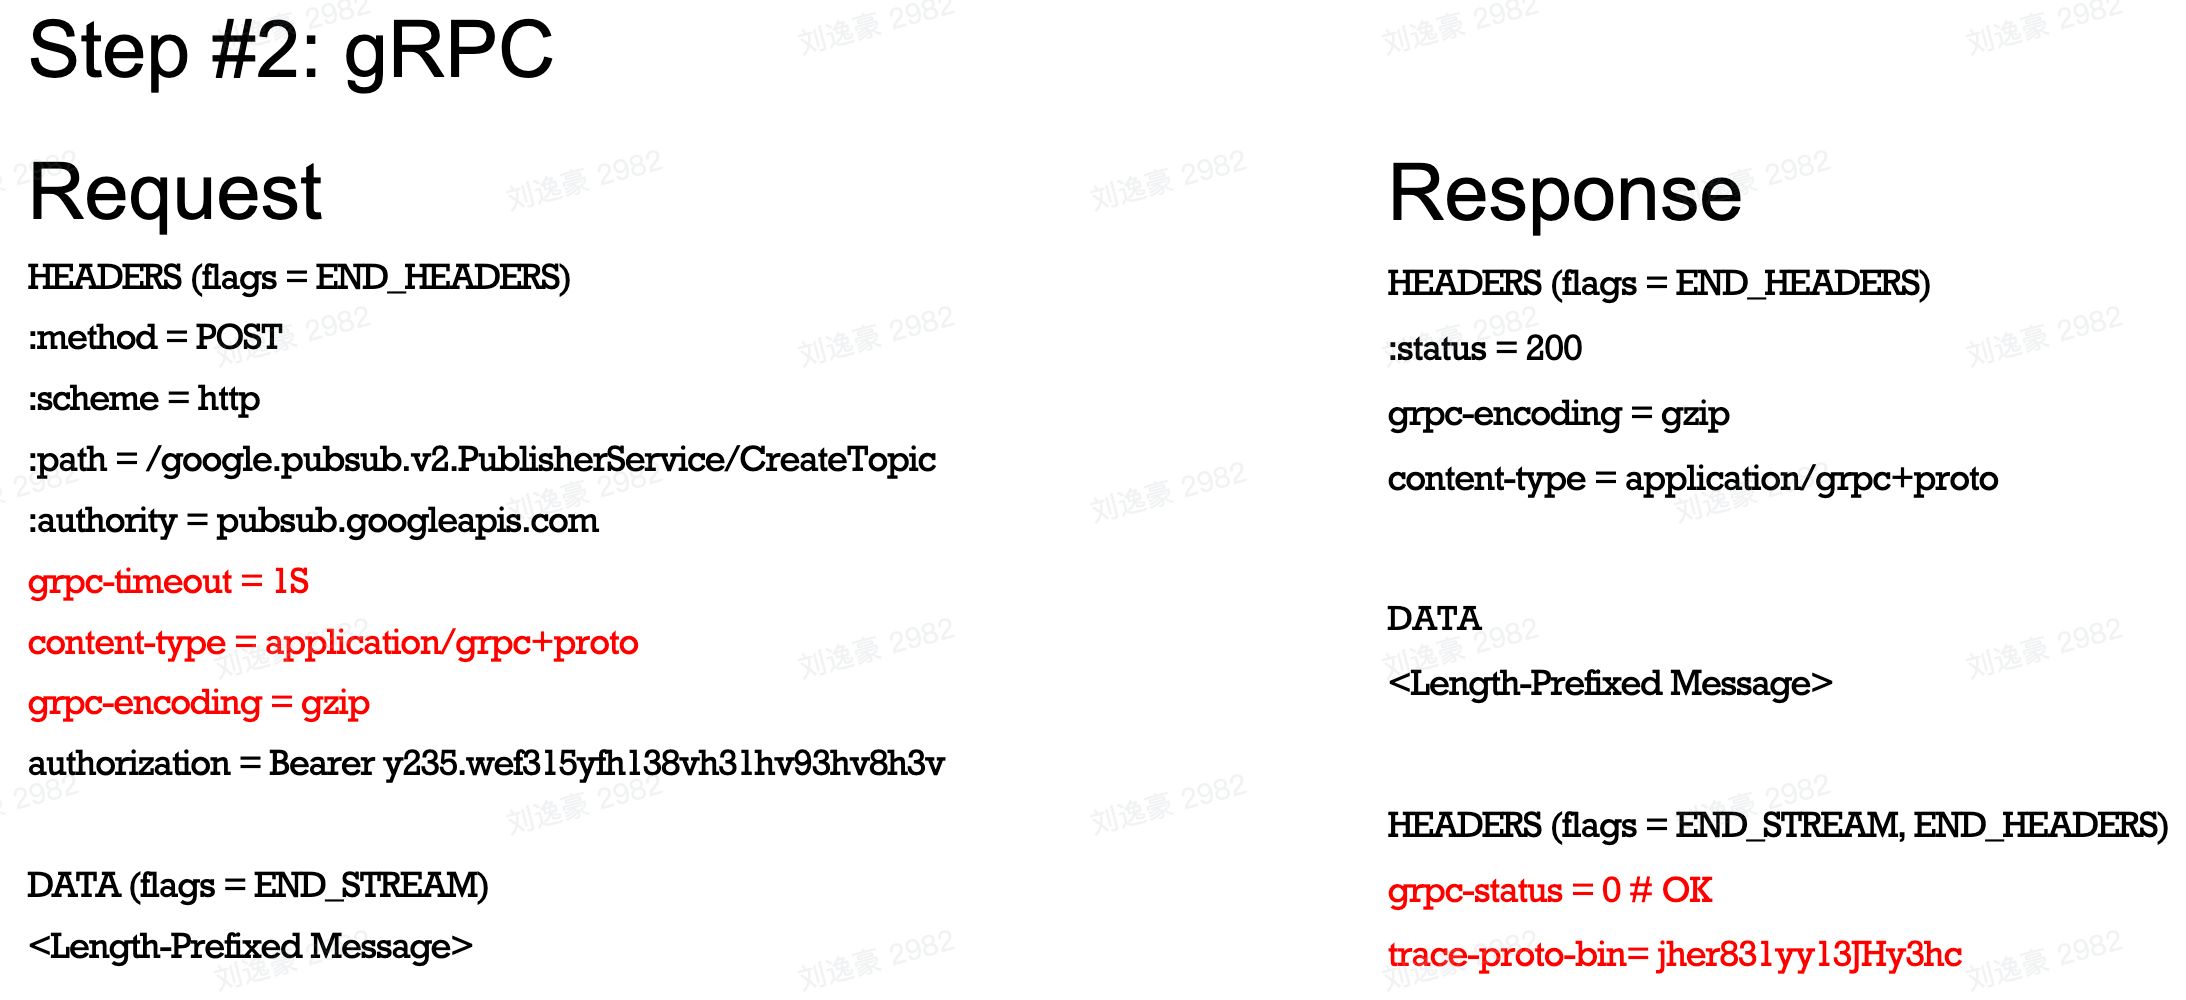 Step #2: gRPC
Request
HEADERS (flags = END_HEADERS)
:method = POST
:scheme = http
:path = /google.pubsub.v2.PublisherService/CreateTopic
:authority = pubsub.googleapis.com
grpc-timeout = 1S
content-type = application/grpc+proto
grpc-encoding = gzip
authorization = Bearer y235.wef315yfh138vh31hv93hv8h3v
DATA (flags = END_STREAM)
<Length-Prefixed Message>
Response
HEADERS (flags = END_HEADERS)
:status = 200
grpc-encoding = gzip
content-type = application/grpc+proto
DATA
<Length-Prefixed Message>
HEADERS (flags = END_STREAM, END_HEADERS)
grpc-status = 0 # OK
trace-proto-bin= jher831yy13JHy3hc
刘逸豪 2982